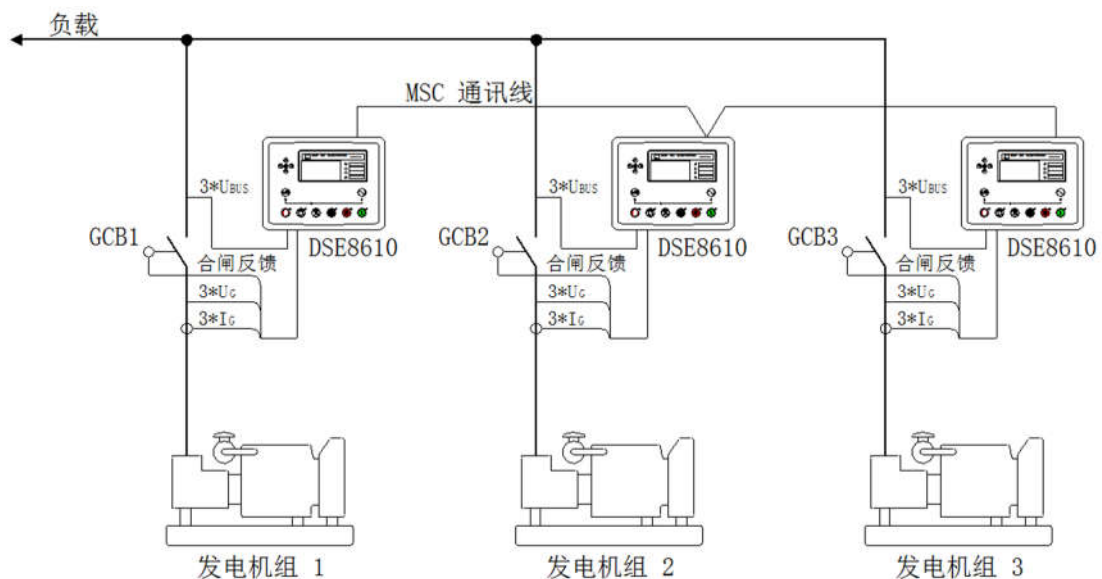 负载
MSC 通讯线
3*UBUS
3*UBUS
3*UBUS
GCB1
DSE8610
GCB2
DSE8610
GCB3
DSE8610
合闸反馈
合闸反馈
合闸反馈
3*UG
3*UG
3*UG
3*IG
3*IG
3*IG
发电机组 1
发电机组 2
发电机组 3